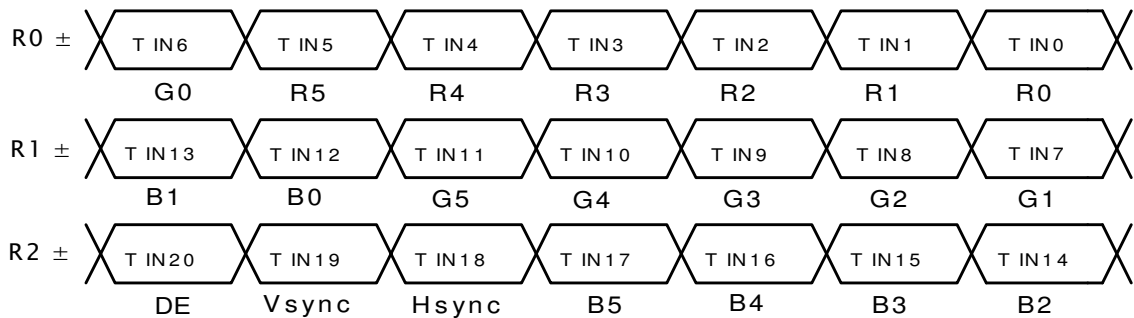 R0 ± T IN6 T IN5 T IN4 T IN3 T IN2 T IN1 T IN0
G0 R5 R4 R3 R2 R1 R0
R1 ± T IN13 T IN12 T IN11 T IN10 T IN9 T IN8 T IN7
B1 B0 G5 G4 G3 G2 G1
R2 ± T IN20 T IN19 T IN18 T IN17 T IN16 T IN15 T IN14
DE Vsync Hsync B5 B4 B3 B2